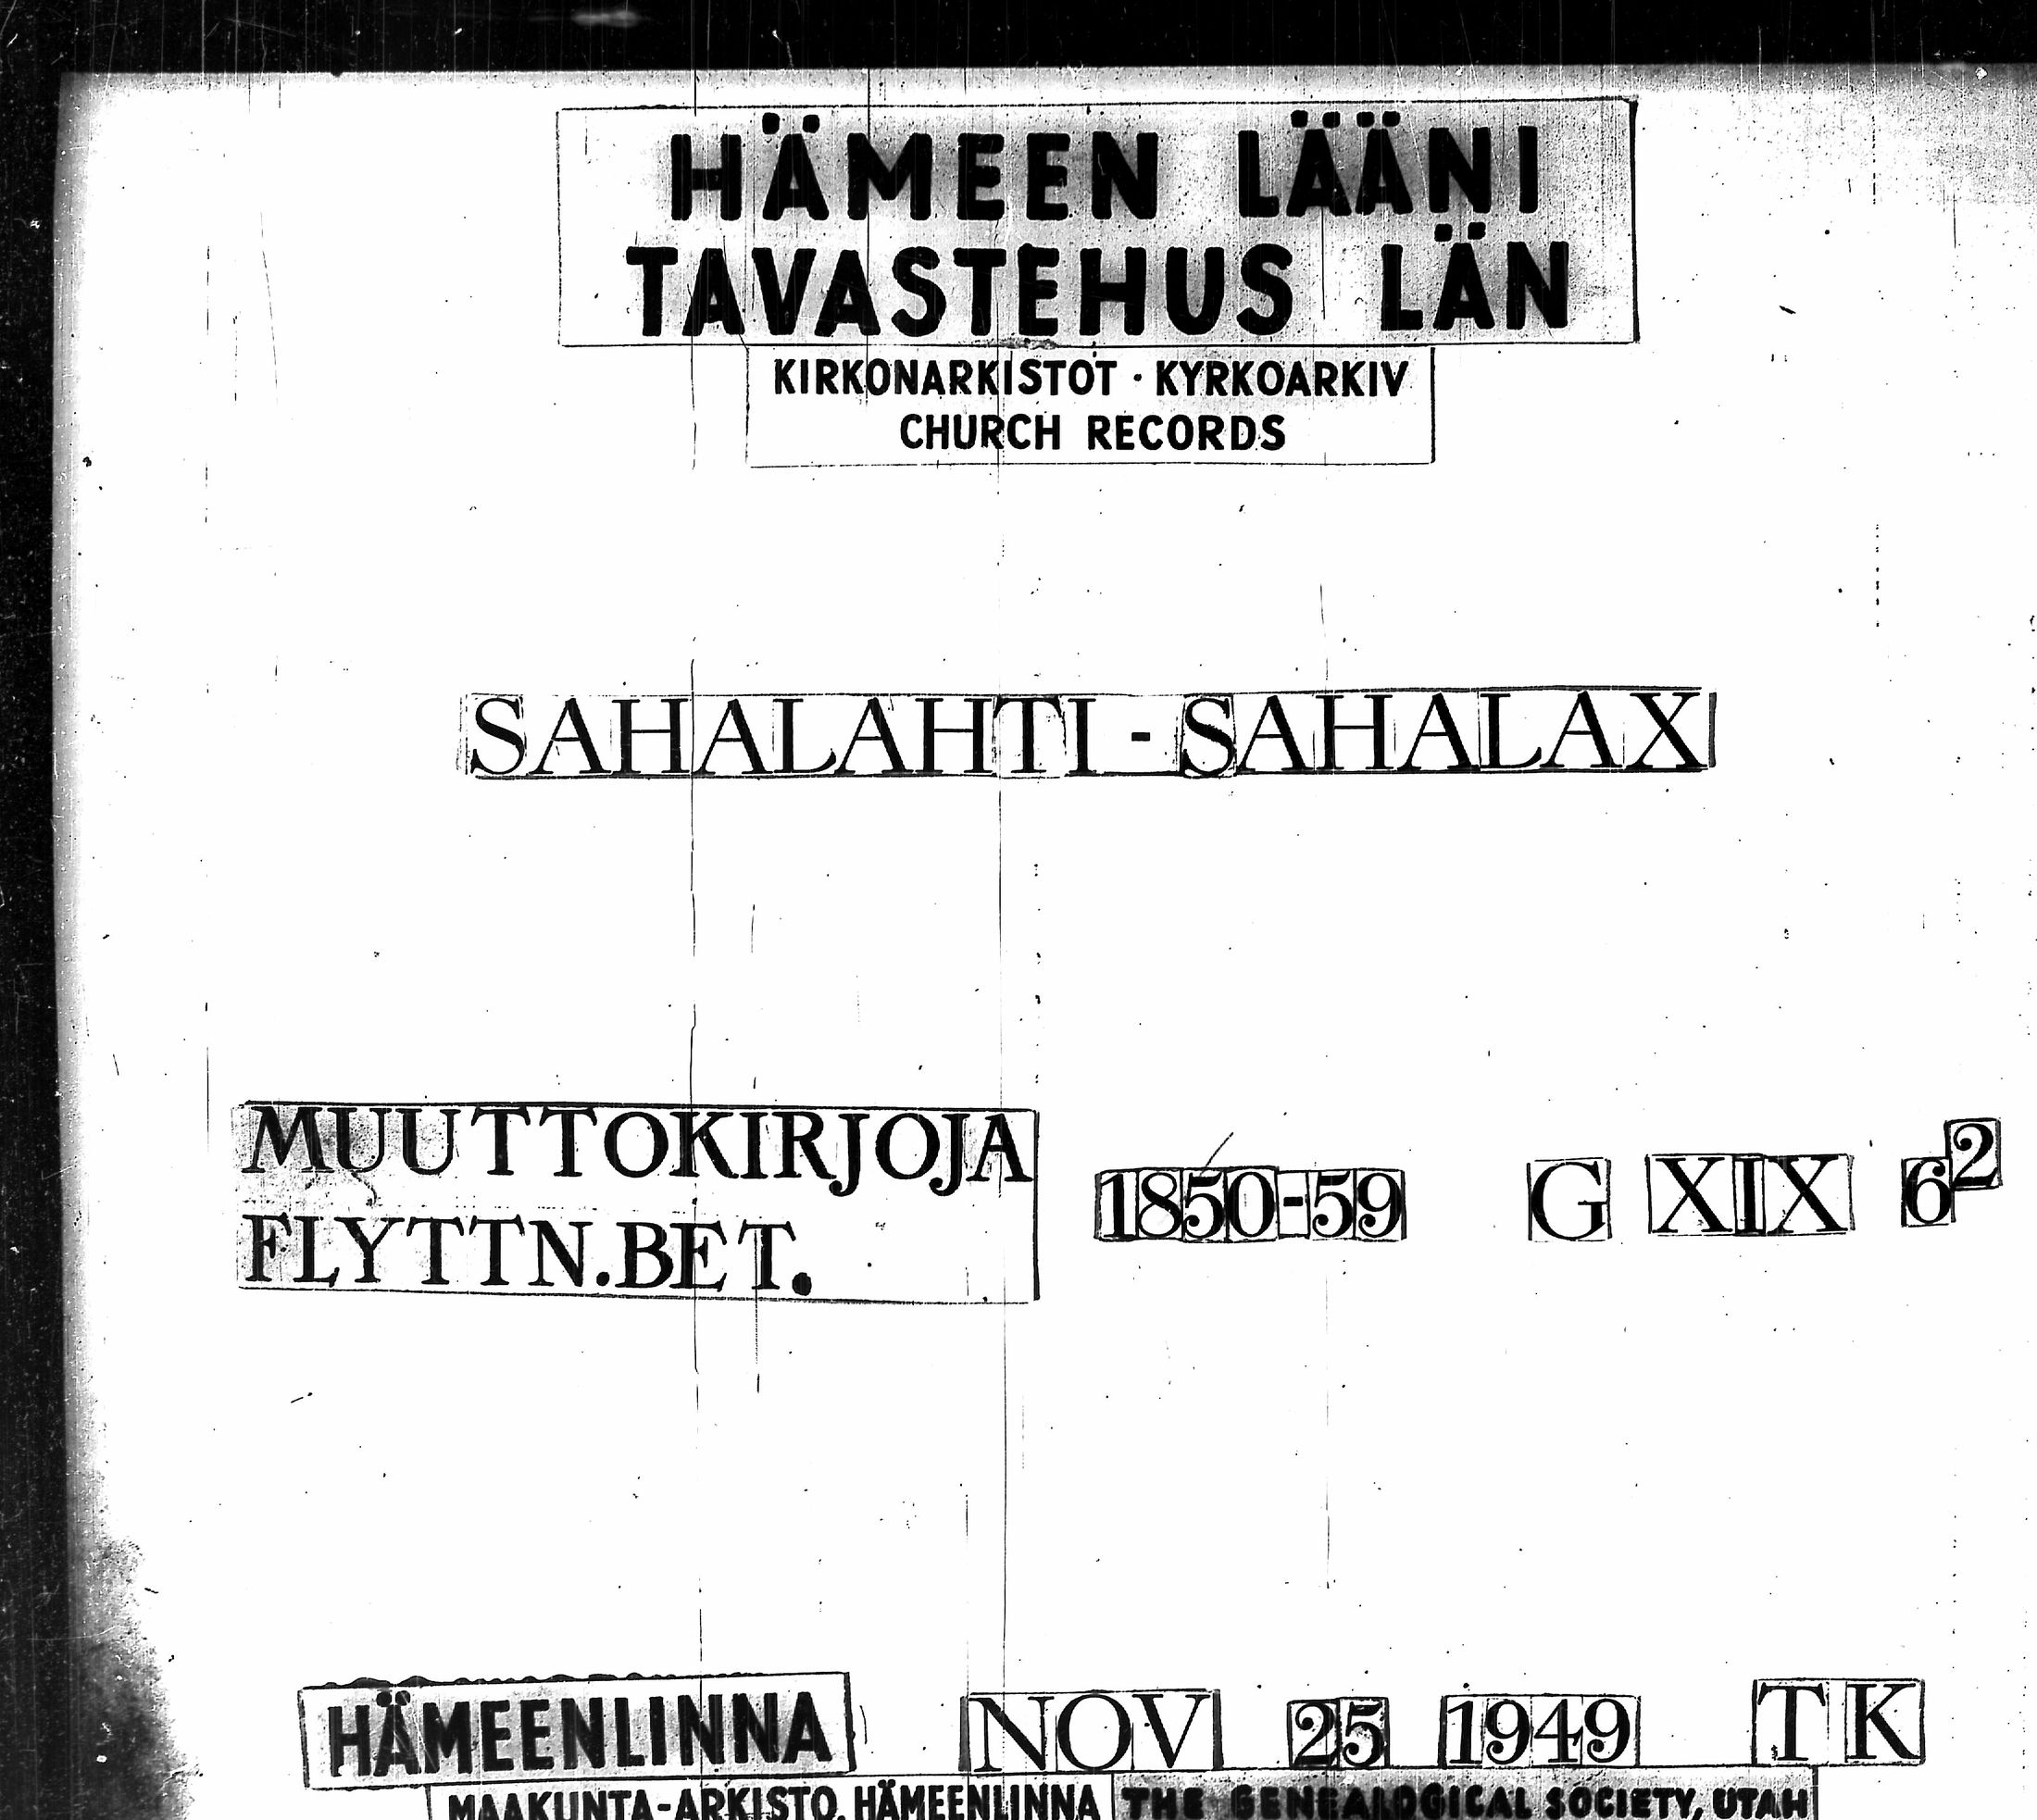 HÄMEEN LÄÄNI
TAVASTEHUS LÄN
KIRKONARKISTOT · KYRKOARKIV
CHURCH RECORDS
SAHALAHTI - SAHALAX
MUUTTOKIRJOJA
FLYTTN.BET.
1850-59 G XIX 6²
HÄMEENLINNA NOV 25 1949 TK
MAAKUNTA-ARKISTO, HÄMEENLINNA THE GENEALOGICAL SOCIETY, UTAH